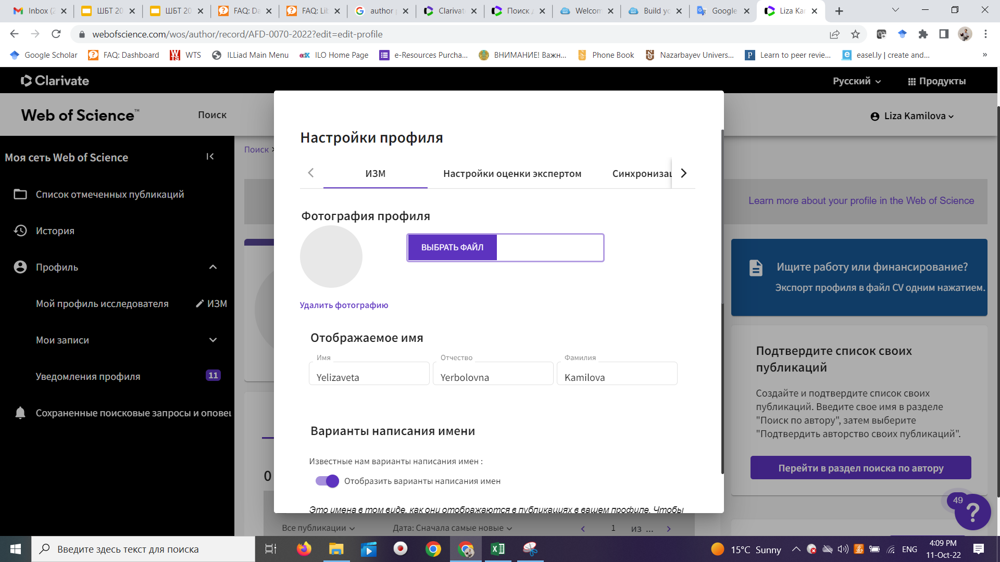 Inbox (2
ШБТ 20
ШБТ 20
FAQ: Da
FAQ: Lib
author p
Clarivat
Поиск д
Welcom
Build yo
Google
Liza Kar
webofscience.com/wos/author/record/AFD-0070-2022?edit=edit-profile
Google Scholar
FAQ: Dashboard
WTS
ILLiad Main Menu
ILO Home Page
e-Resources Purcha...
ВНИМАНИЕ! Важн...
Phone Book
Nazarbayev Univers...
Learn to peer revie...
easel.ly | create and...
»
Clarivate
Русский
Продукты
Web of Science™
Поиск
Liza Kamilova
Моя сеть Web of Science
Список отмеченных публикаций
История
Профиль
Мой профиль исследователя
ИЗМ
Мои записи
Уведомления профиля
11
Сохраненные поисковые запросы и опове
Поиск >
Настройки профиля
ИЗМ
Настройки оценки экспертом
Синхронизац
Фотография профиля
ВЫБРАТЬ ФАЙЛ
Удалить фотографию
Отображаемое имя
Имя
Отчество
Фамилия
Yelizaveta
Yerbolovna
Kamilova
Варианты написания имени
Известные нам варианты написания имен :
Отобразить варианты написания имен
Это имена в том виде, как они отображаются в публикациях в вашем профиле. Чтобы
0
Все публикации
Дата: Сначала самые новые
1
из ...
Learn more about your profile in the Web of Science
Ищите работу или финансирование?
Экспорт профиля в файл CV одним нажатием.
Подтвердите список своих
публикаций
Создайте и подтвердите список своих
публикаций. Введите свое имя в разделе
"Поиск по автору", затем выберите
"Подтвердить авторство своих публикаций".
Перейти в раздел поиска по автору
49
?
Введите здесь текст для поиска
15°C Sunny
ENG
4:09 PM
11-Oct-22